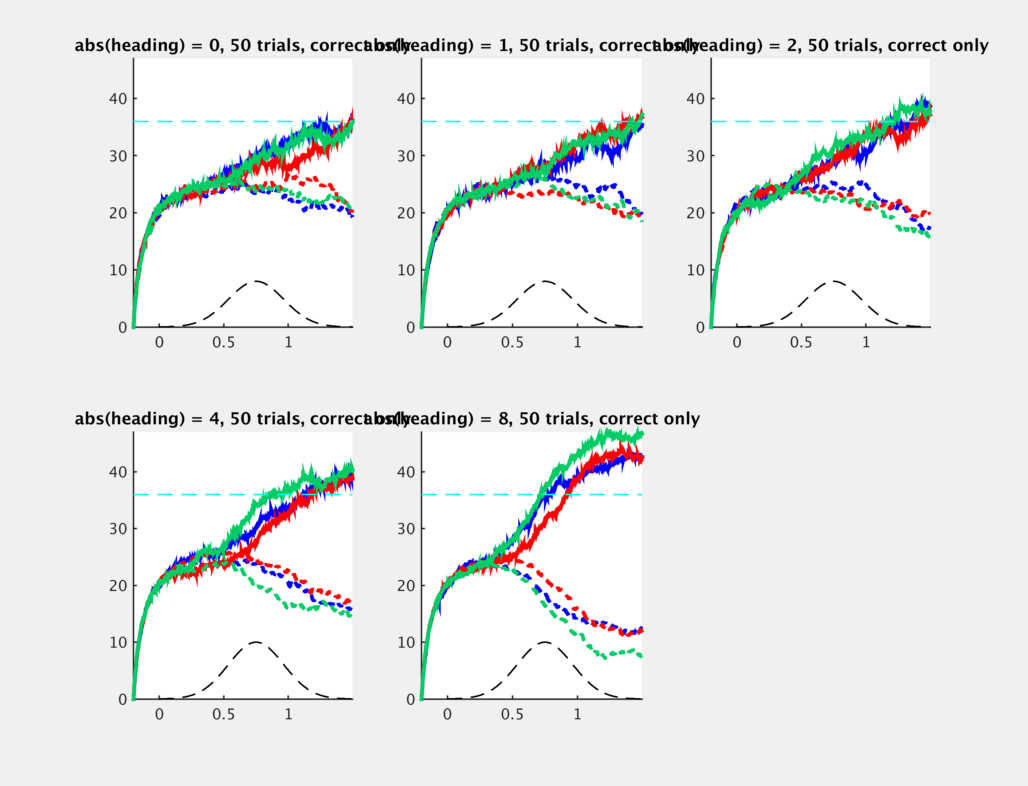 abs(heading) = 0, 50 trials, correct only
abs(heading) = 1, 50 trials, correct only
abs(heading) = 2, 50 trials, correct only
40
30
20
10
0
0 0.5 1
40
30
20
10
0
0 0.5 1
40
30
20
10
0
0 0.5 1
abs(heading) = 4, 50 trials, correct only
abs(heading) = 8, 50 trials, correct only
40
30
20
10
0
0 0.5 1
40
30
20
10
0
0 0.5 1